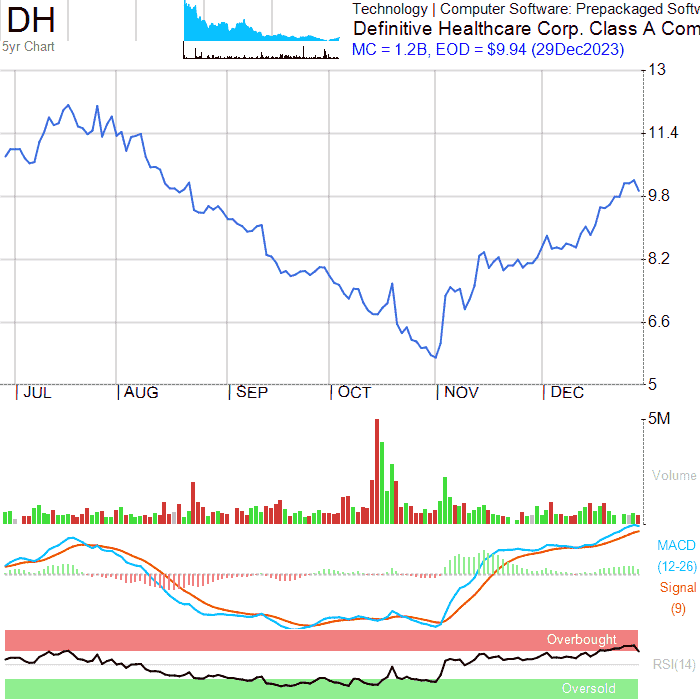 DH
5yr Chart
Technology | Computer Software: Prepackaged Softw
Definitive Healthcare Corp. Class A Com
MC = 1.2B, EOD = $9.94 (29Dec2023)
13
11.4
9.8
8.2
6.6
5
JUL AUG SEP OCT NOV DEC
5M
Volume
MACD
(12-26)
Signal
(9)
Overbought
RSI(14)
Oversold